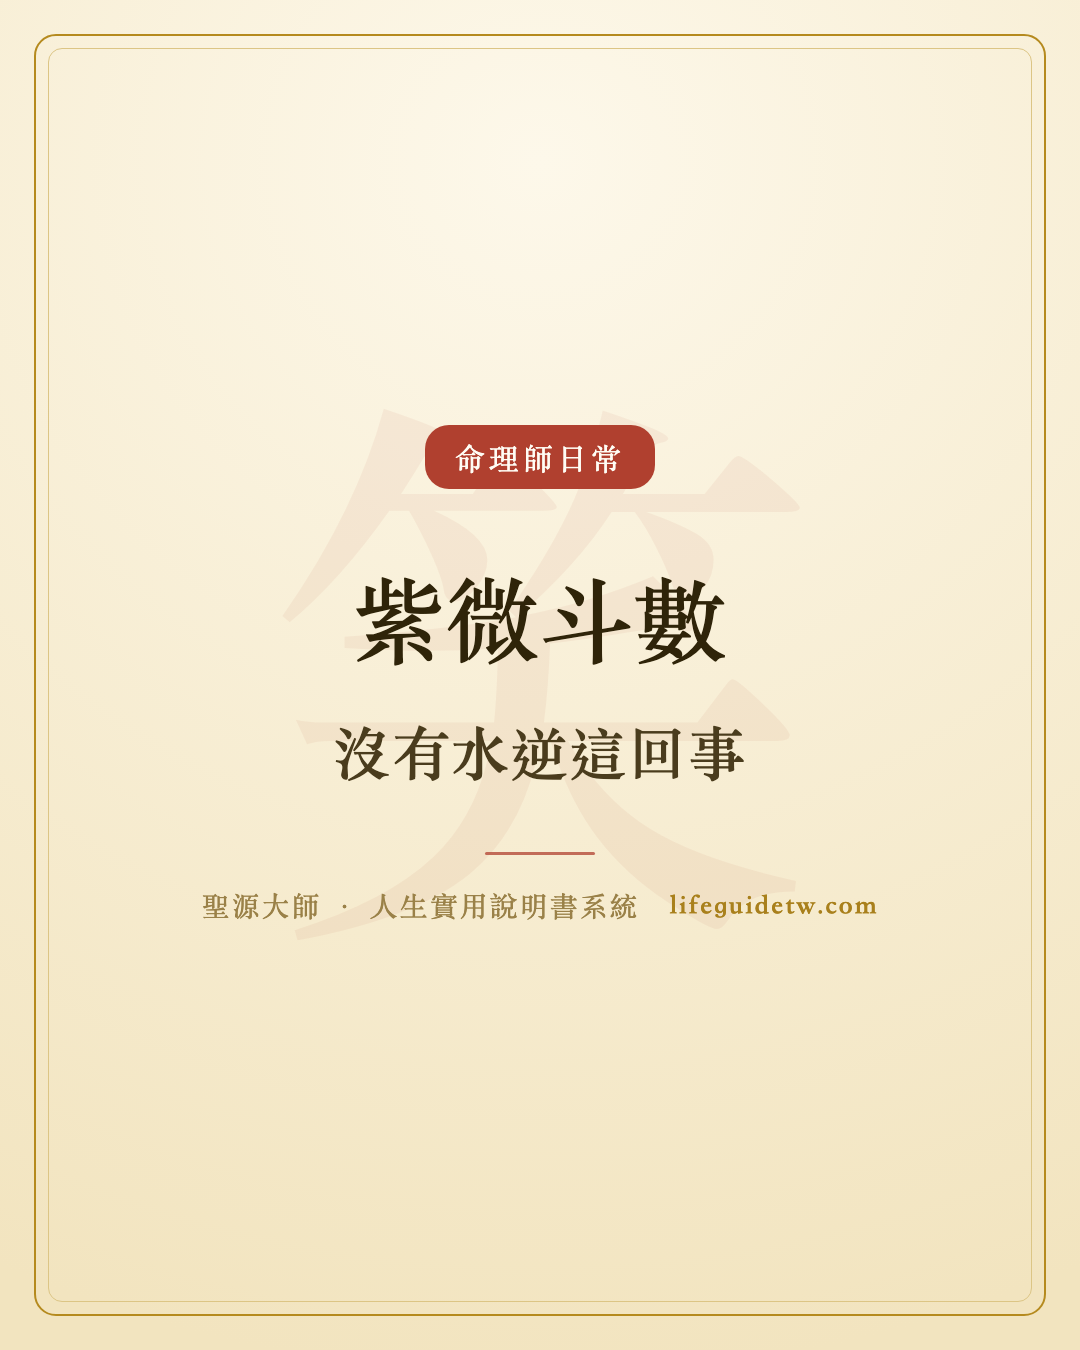 笑
命理師日常
紫微斗數
沒有水逆這回事
聖源大師 · 人生實用說明書系統 lifeguidetw.com